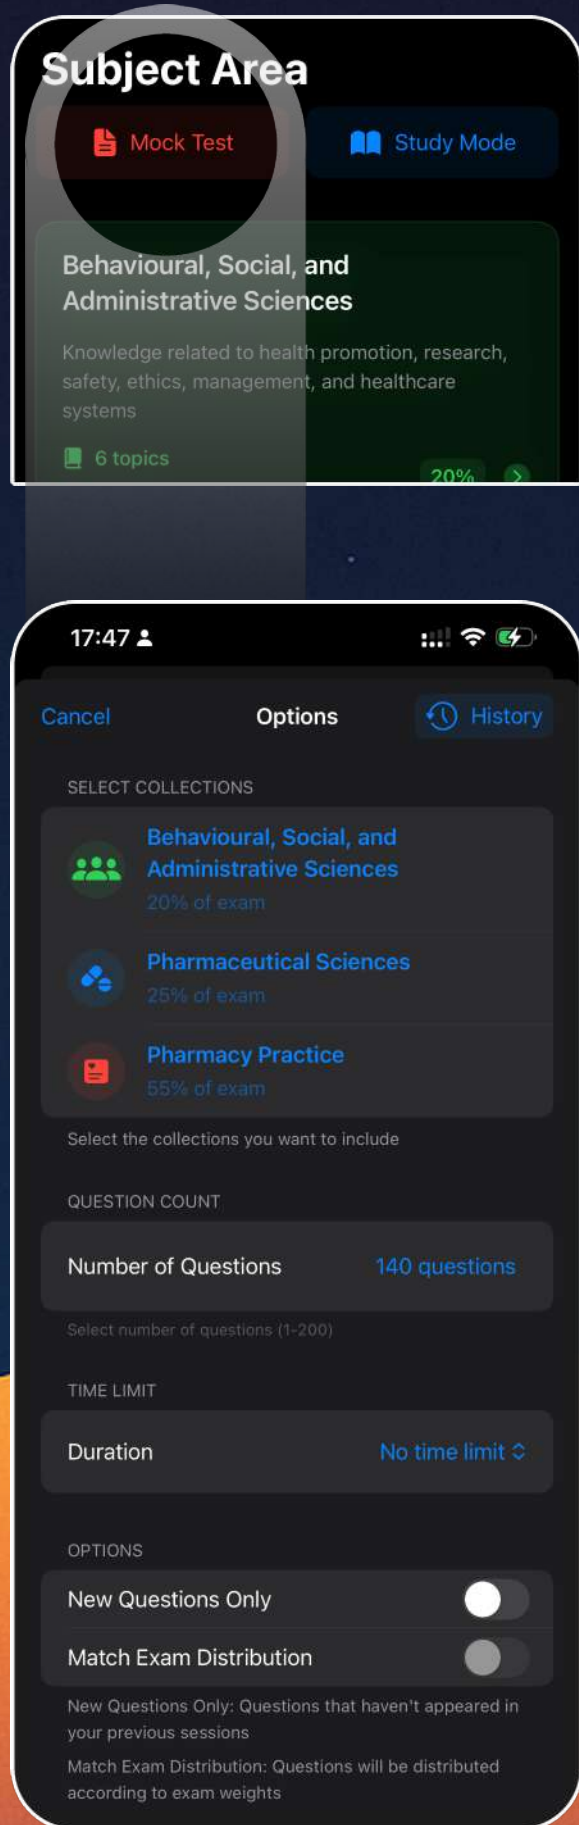 Subject Area
Mock Test
Study Mode
Behavioural, Social, and
Administrative Sciences
Knowledge related to health promotion, research,
safety, ethics, management, and healthcare
systems
6 topics
20%
17:47
Cancel
Options
History
SELECT COLLECTIONS
Behavioural, Social, and
Administrative Sciences
20% of exam
Pharmaceutical Sciences
25% of exam
Pharmacy Practice
55% of exam
Select the collections you want to include
QUESTION COUNT
Number of Questions
140 questions
Select number of questions (1-200)
TIME LIMIT
Duration
No time limit
OPTIONS
New Questions Only
Match Exam Distribution
New Questions Only: Questions that haven't appeared in
your previous sessions
Match Exam Distribution: Questions will be distributed
according to exam weights